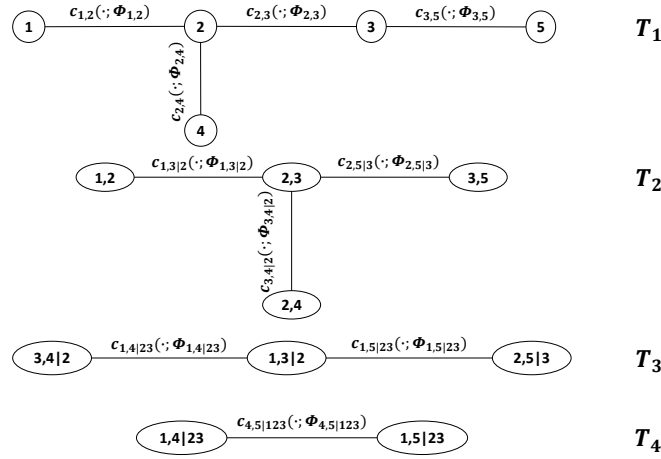 c1,2(·; Φ1,2) c2,3(·; Φ2,3) c3,5(·; Φ3,5)
1 2 3 5 T1
c2,4(·; Φ2,4)
4
c1,3|2(·; Φ1,3|2) c2,5|3(·; Φ2,5|3)
1,2 2,3 3,5 T2
c3,4|2(·; Φ3,4|2)
2,4
c1,4|23(·; Φ1,4|23) c1,5|23(·; Φ1,5|23)
3,4|2 1,3|2 2,5|3 T3
c4,5|123(·; Φ4,5|123)
1,4|23 1,5|23 T4